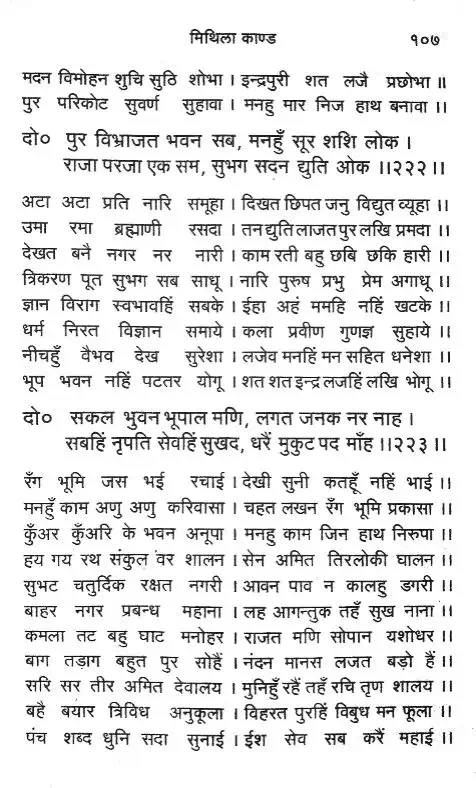 मिथिला काण्ड १०७
मदन विमोहन शुचि सुठि शोभा । इन्द्रपुरी शत लजै प्रछोभा ॥
पुर परिकोट सुवर्ण सुहावा । मनहु मार निज हाथ बनावा ।।
दो० पुर विभ्राजत भवन सब, मनहुँ सूर शशि लोक ।
राजा परजा एक सम, सुभग सदन द्युति ओक ।।२२२।।
अटा अटा प्रति नारि समूहा । दिखत छिपत जनु विद्युत व्यूहा ।।
उमा रमा ब्रह्माणी रसदा । तन द्युति लाजत पुर लखि प्रमदा ।।
देखत बनै नगर नर नारी । काम रती बहु छबि छकि हारी ।।
त्रिकरण पूत सुभग सब साधू । नारि पुरुष प्रभु प्रेम अगाधू ।।
ज्ञान विराग स्वभावहिं सबके । ईहा अहं ममहि नहिं खटके ।।
धर्म निरत विज्ञान समाये । कला प्रवीण गुणज्ञ सुहाये ।।
नीचहुँ वैभव देख सुरेशा । लजेव मनहिं मन सहित धनेशा ।।
भूप भवन नहिं पटतर योगू । शत शत इन्द्र लजहिं लखि भोगू ।।
दो० सकल भुवन भूपाल मणि, लगत जनक नर नाह ।
सबहिं नृपति सेवहिं सुखद, धरैं मुकुट पद माँह ।।२२३।।
रँग भूमि जस भई रचाई । देखी सुनी कतहूँ नहिं भाई ।।
मनहुँ काम अणु अणु करिवासा । चहत लखन रँग भूमि प्रकासा ।।
कुँअर कुँअरि के भवन अनूपा । मनहु काम जिन हाथ निरुपा ।।
हय गय रथ संकुल वर शालन । सेन अमित तिरलोकी घालन ।।
सुभट चतुर्दिक रक्षत नगरी । आवन पाव न कालहु डगरी ।।
बाहर नगर प्रबन्ध महाना । लह आगन्तुक तहँ सुख नाना ।।
कमला तट बहु घाट मनोहर । राजत मणि सोपान यशोधर ।।
बाग तड़ाग बहुत पुर सोहैं । नंदन मानस लजत बड़ो हैं ।।
सरि सर तीर अमित देवालय । मुनिहुँ रहैं तहँ रचि तृण शालय ।।
बहै बयार त्रिविध अनुकूला । विहरत पुरहिं विबुध मन फूला ।।
पंच शब्द धुनि सदा सुनाई । ईश सेव सब करैं महाई ।।